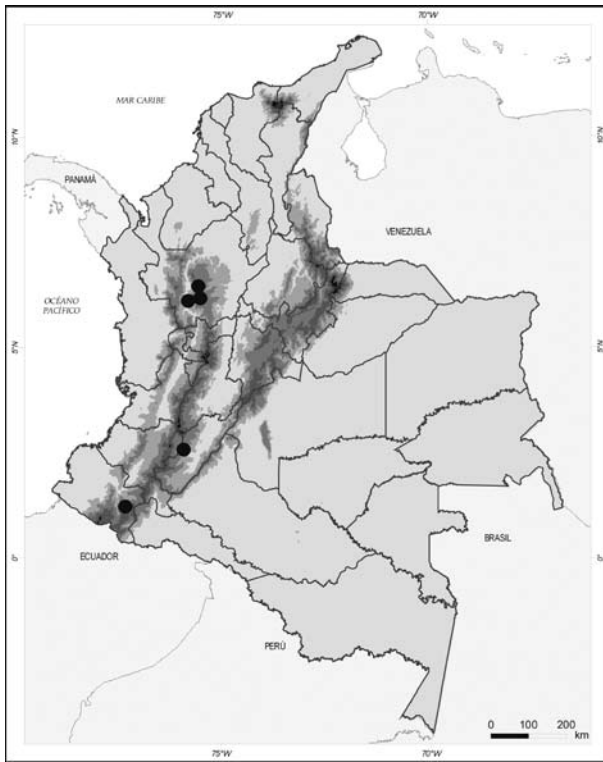 75°W 70°W
MAR CARIBE
10°N 10°N
PANAMÁ
VENEZUELA
OCÉANO
PACÍFICO
5°N 5°N
BRASIL
ECUADOR
0° 0°
PERÚ
0 100 200
km
75°W 70°W